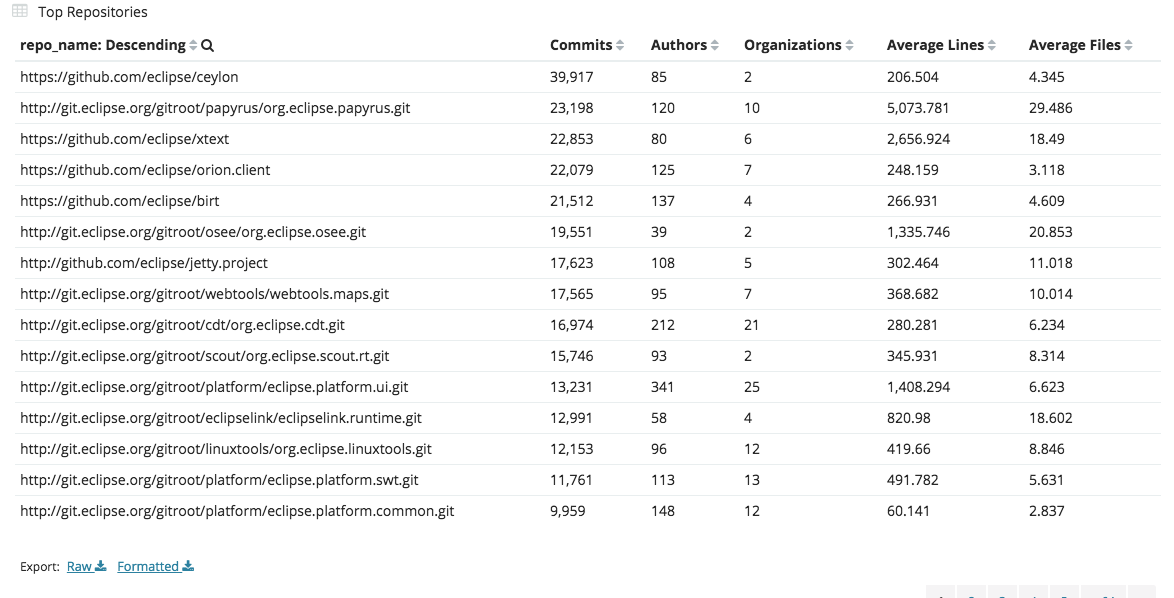 Top Repositories
repo_name: Descending Commits Authors Organizations Average Lines Average Files
https://github.com/eclipse/ceylon 39,917 85 2 206.504 4.345
http://git.eclipse.org/gitroot/papyrus/org.eclipse.papyrus.git 23,198 120 10 5,073.781 29.486
https://github.com/eclipse/xtext 22,853 80 6 2,656.924 18.49
https://github.com/eclipse/orion.client 22,079 125 7 248.159 3.118
https://github.com/eclipse/birt 21,512 137 4 266.931 4.609
http://git.eclipse.org/gitroot/osee/org.eclipse.osee.git 19,551 39 2 1,335.746 20.853
http://github.com/eclipse/jetty.project 17,623 108 5 302.464 11.018
http://git.eclipse.org/gitroot/webtools/webtools.maps.git 17,565 95 7 368.682 10.014
http://git.eclipse.org/gitroot/cdt/org.eclipse.cdt.git 16,974 212 21 280.281 6.234
http://git.eclipse.org/gitroot/scout/org.eclipse.scout.rt.git 15,746 93 2 345.931 8.314
http://git.eclipse.org/gitroot/platform/eclipse.platform.ui.git 13,231 341 25 1,408.294 6.623
http://git.eclipse.org/gitroot/eclipselink/eclipselink.runtime.git 12,991 58 4 820.98 18.602
http://git.eclipse.org/gitroot/linuxtools/org.eclipse.linuxtools.git 12,153 96 12 419.66 8.846
http://git.eclipse.org/gitroot/platform/eclipse.platform.swt.git 11,761 113 13 491.782 5.631
http://git.eclipse.org/gitroot/platform/eclipse.platform.common.git 9,959 148 12 60.141 2.837
Export: Raw Formatted